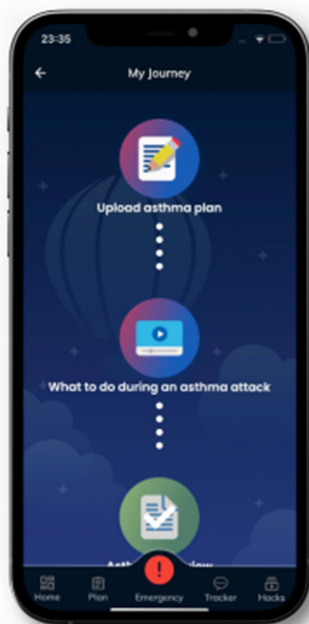 23:35
My Journey
Upload asthma plan
What to do during an asthma attack
Home Plan Emergency Tracker Hacks